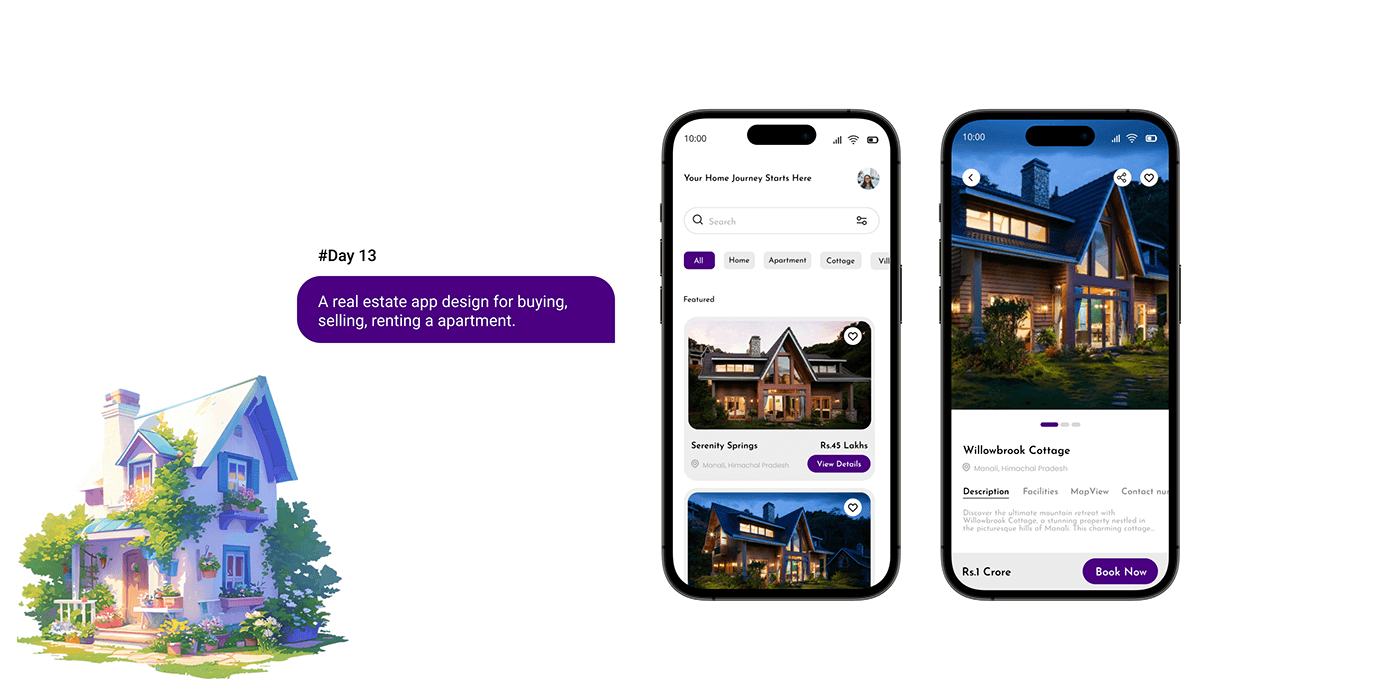 #Day 13
A real estate app design for buying,
selling, renting a apartment.
10:00
Your Home Journey Starts Here
Search
All Home Apartment Cottage Vill
Featured
Serenity Springs Rs.45 Lakhs
Manali, Himachal Pradesh View Details
10:00
Willowbrook Cottage
Manali, Himachal Pradesh
Description Facilities MapView Contact nur
Discover the ultimate mountain retreat with
Willowbrook Cottage, a stunning property nestled in
the picturesque hills of Manali. This charming cottage...
Rs.1 Crore Book Now